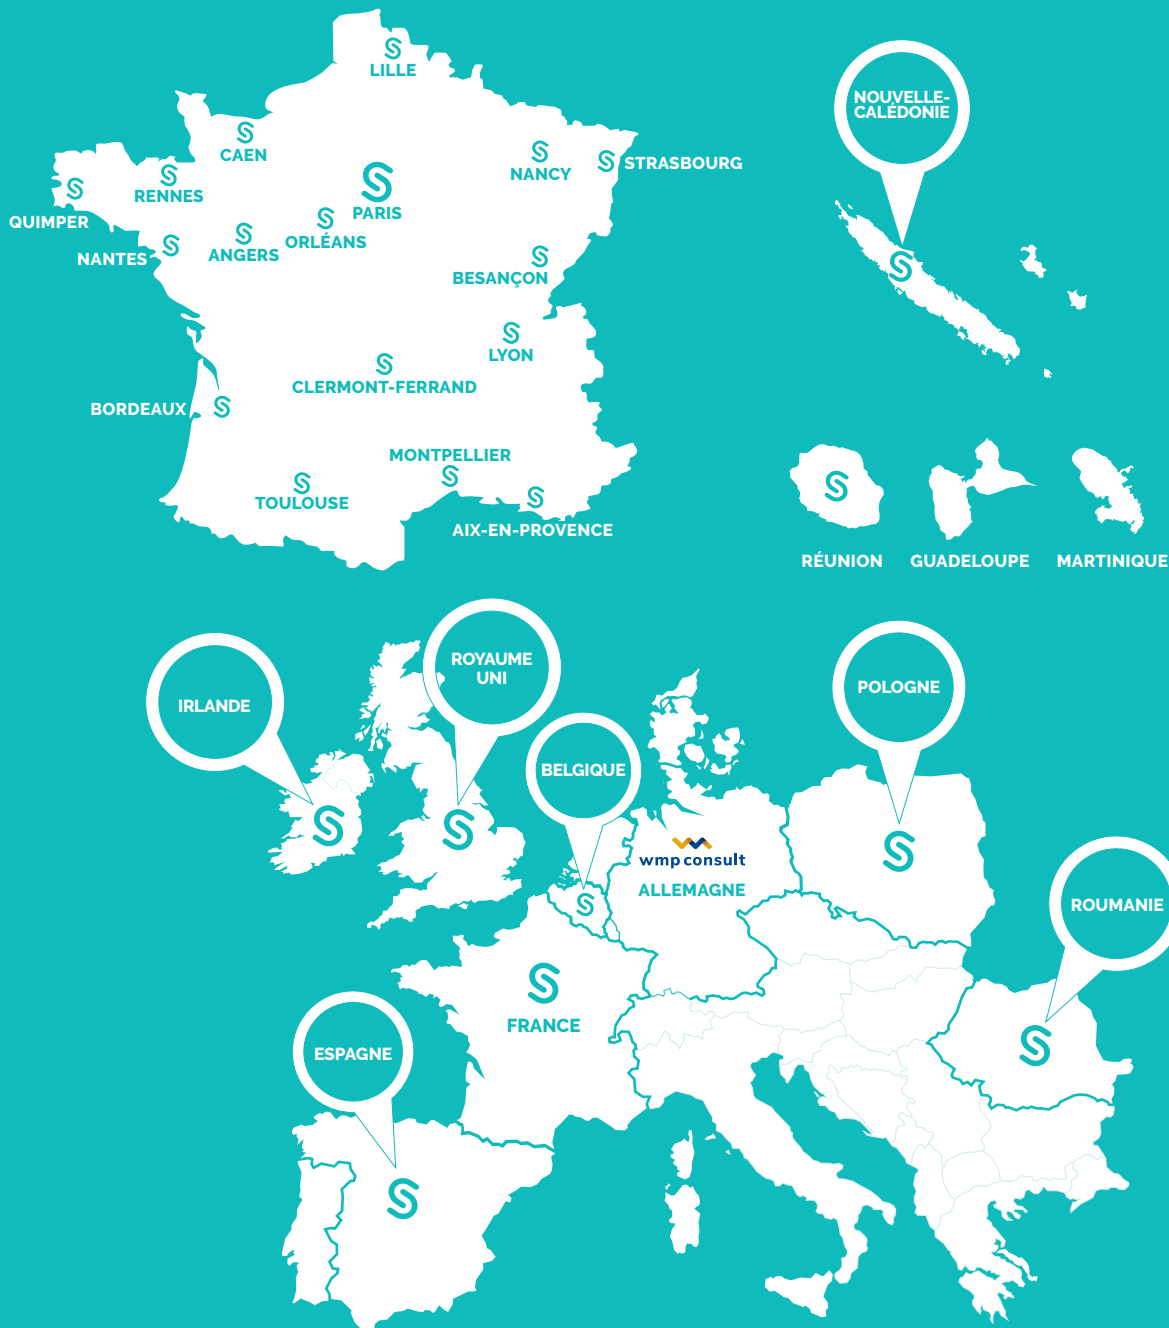 LILLE
CAEN
NANCY
STRASBOURG
RENNES
PARIS
QUIMPER
ORLÉANS
NANTES
ANGERS
BESANÇON
LYON
CLERMONT-FERRAND
BORDEAUX
MONTPELLIER
TOULOUSE
AIX-EN-PROVENCE
NOUVELLE-
CALÉDONIE
RÉUNION
GUADELOUPE
MARTINIQUE
IRLANDE
ROYAUME
UNI
BELGIQUE
POLOGNE
wmp consult
ALLEMAGNE
ROUMANIE
FRANCE
ESPAGNE